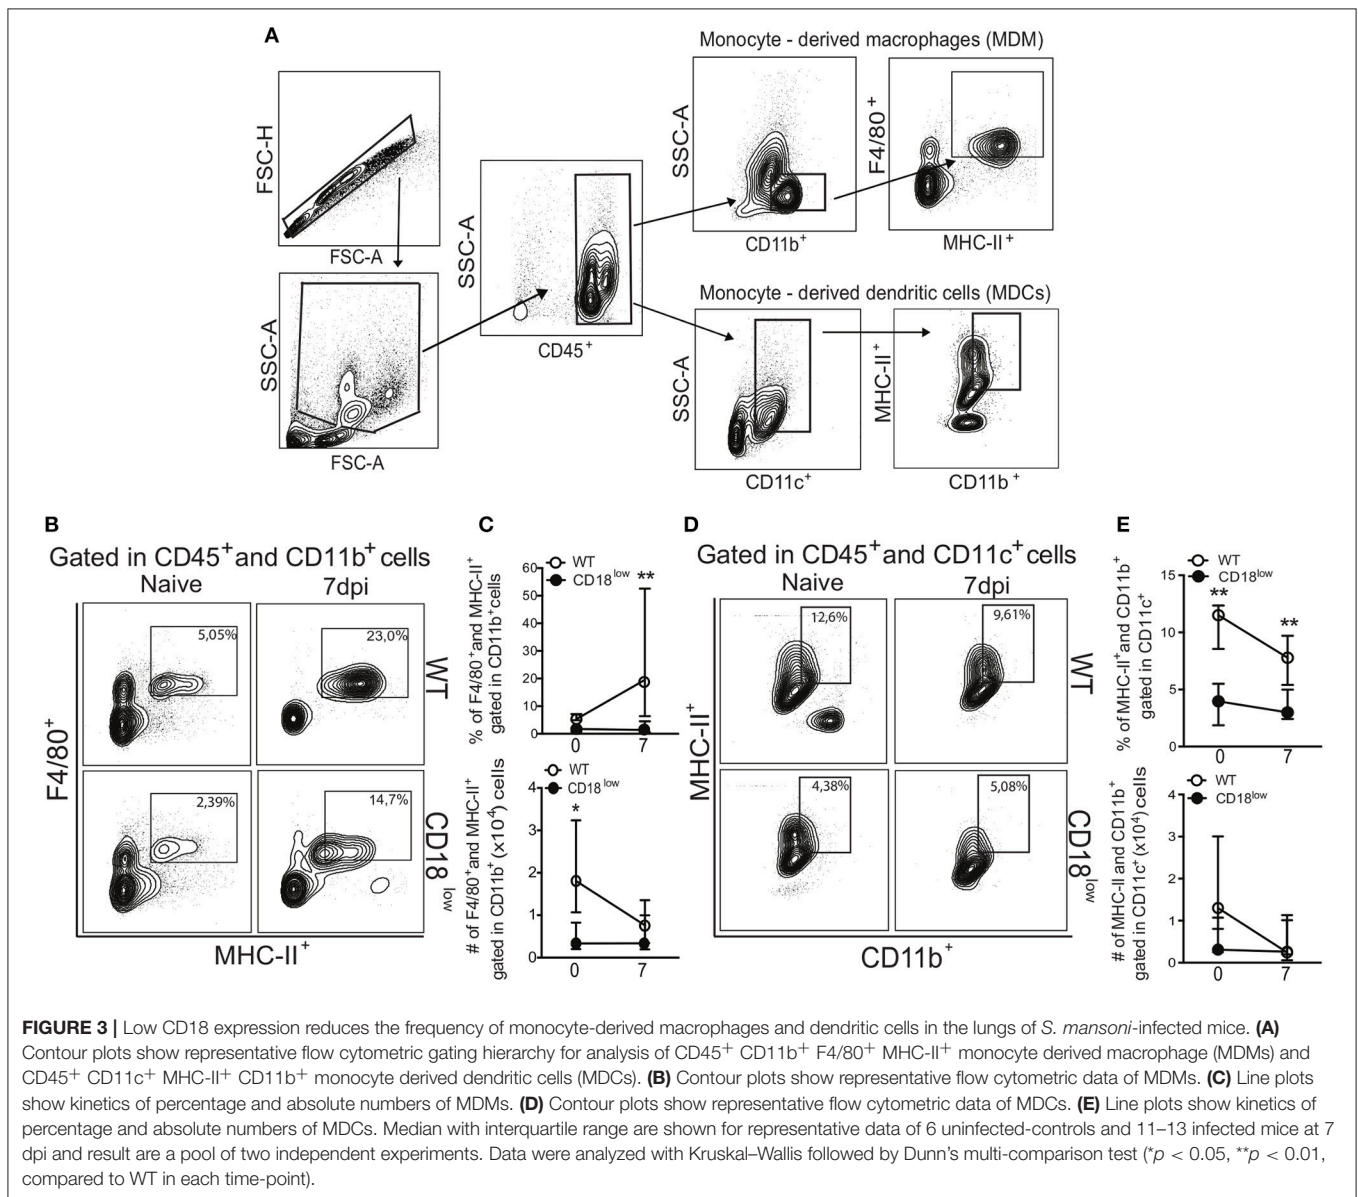 A
FSC-H
FSC-A
SSC-A
FSC-A
SSC-A
CD45+
Monocyte - derived macrophages (MDM)
SSC-A
CD11b+
F4/80+
MHC-II+
Monocyte - derived dendritic cells (MDCs)
SSC-A
CD11c+
MHC-II+
CD11b+
B
Gated in CD45+ and CD11b+ cells
Naive
7dpi
5,05%
23,0%
WT
2,39%
14,7%
CD18low
F4/80+
MHC-II+
C
WT
CD18low
% of F4/80+ and MHC-II+
gated in CD11b+cells
60
50
40
30
20
10
0
**
0
7
WT
CD18low
# of F4/80+and MHC-II+
gated in CD11b+ (x10⁴) cells
4
3
2
1
0
*
0
7
D
Gated in CD45+ and CD11c+ cells
Naive
7dpi
12,6%
9,61%
WT
4,38%
5,08%
CD18low
MHC-II+
CD11b+
E
WT
CD18low
% of MHC-II+and CD11b+
gated in CD11c+
15
10
5
0
**
**
0
7
WT
CD18low
# of MHC-II and CD11b+
gated in CD11c+ (x10⁴) cells
4
3
2
1
0
0
7
FIGURE 3 | Low CD18 expression reduces the frequency of monocyte-derived macrophages and dendritic cells in the lungs of S. mansoni-infected mice. (A)
Contour plots show representative flow cytometric gating hierarchy for analysis of CD45+ CD11b+ F4/80+ MHC-II+ monocyte derived macrophage (MDMs) and
CD45+ CD11c+ MHC-II+ CD11b+ monocyte derived dendritic cells (MDCs). (B) Contour plots show representative flow cytometric data of MDMs. (C) Line plots
show kinetics of percentage and absolute numbers of MDMs. (D) Contour plots show representative flow cytometric data of MDCs. (E) Line plots show kinetics of
percentage and absolute numbers of MDCs. Median with interquartile range are shown for representative data of 6 uninfected-controls and 11–13 infected mice at 7
dpi and result are a pool of two independent experiments. Data were analyzed with Kruskal–Wallis followed by Dunn's multi-comparison test (*p < 0.05, **p < 0.01,
compared to WT in each time-point).